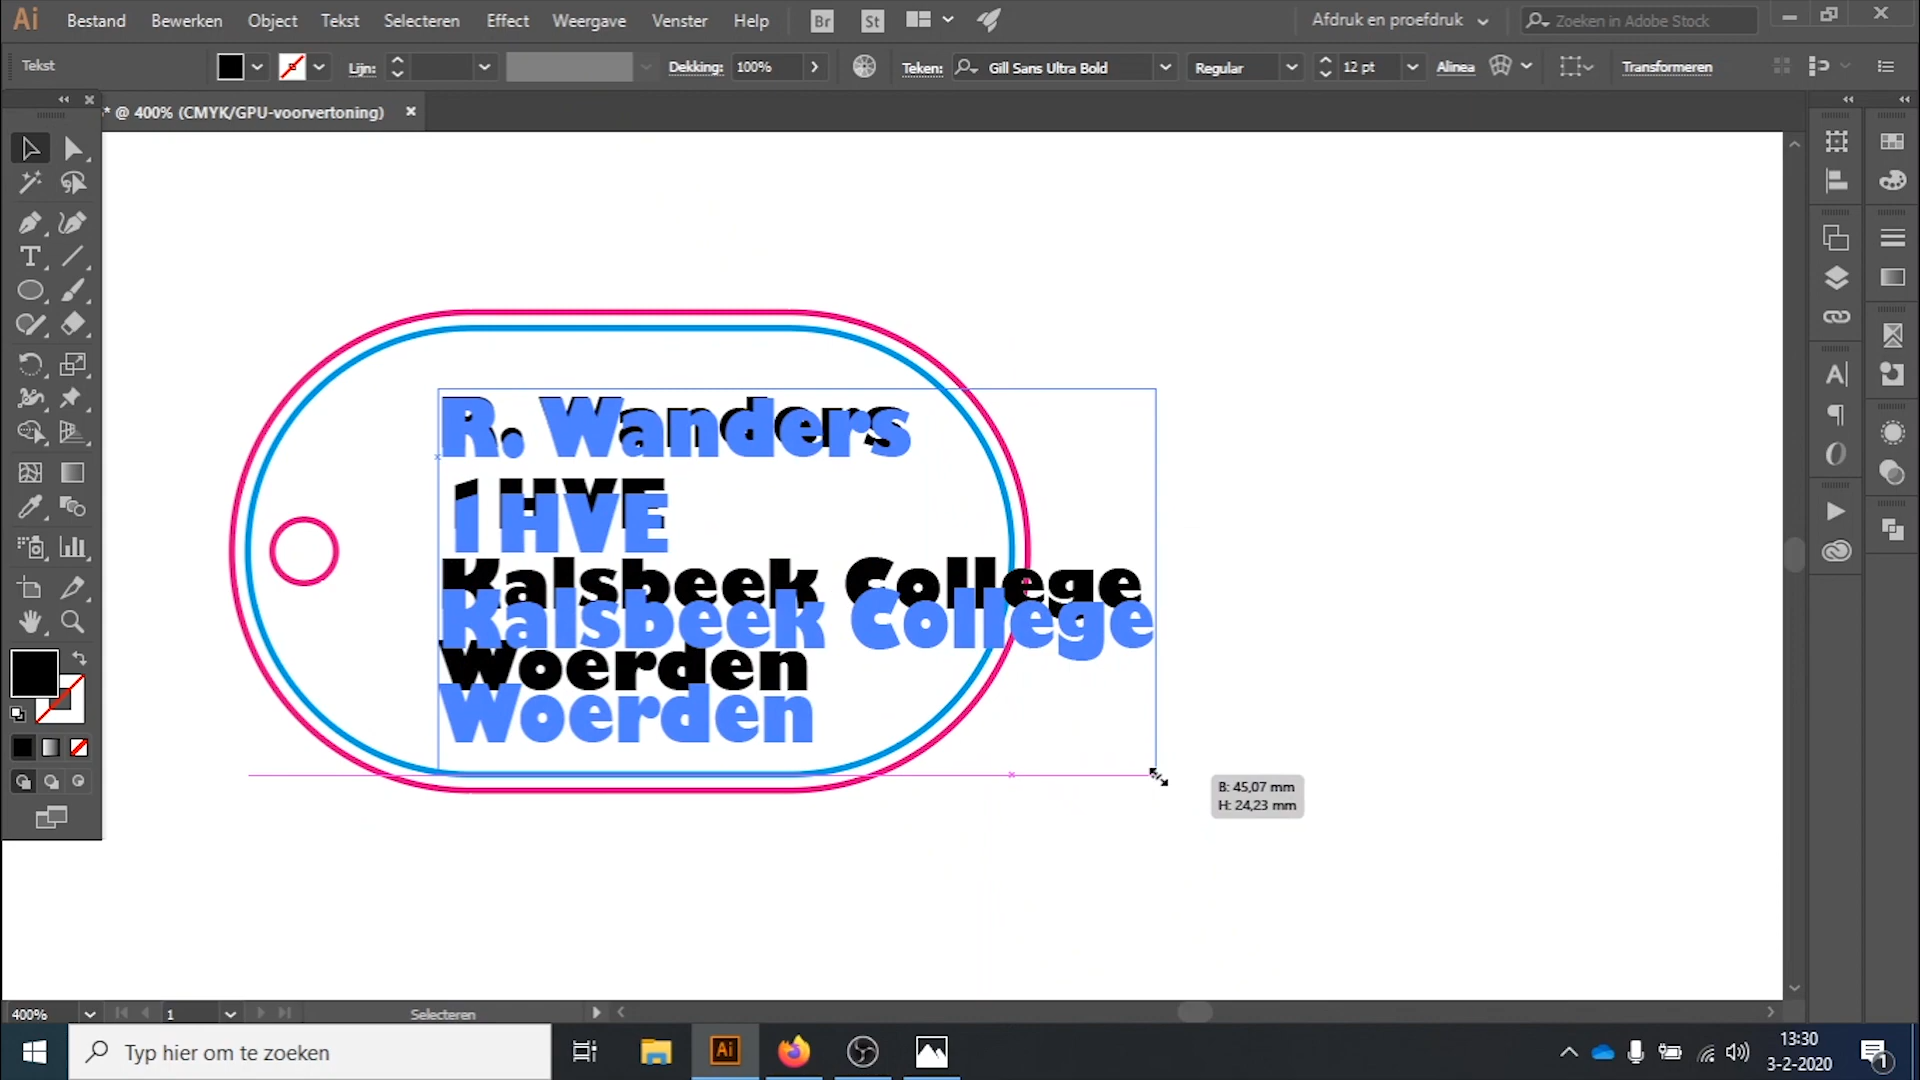 Ai Bestand Bewerken Object Tekst Selecteren Effect Weergave Venster Help Br St Afdruk en proefdruk Zoeken in Adobe Stock
Tekst Lijn: Dekking: 100% Teken: Gill Sans Ultra Bold Regular 12 pt Alinea Transformeren
* @ 400% (CMYK/GPU-voorvertoning)
R. Wanders
1 HVE
Kalsbeek College
Kalsbeek College
Woerden
Woerden
B: 45,07 mm
H: 24,23 mm
400% 1 Selecteren
Typ hier om te zoeken
Ai
13:30
3-2-2020
1